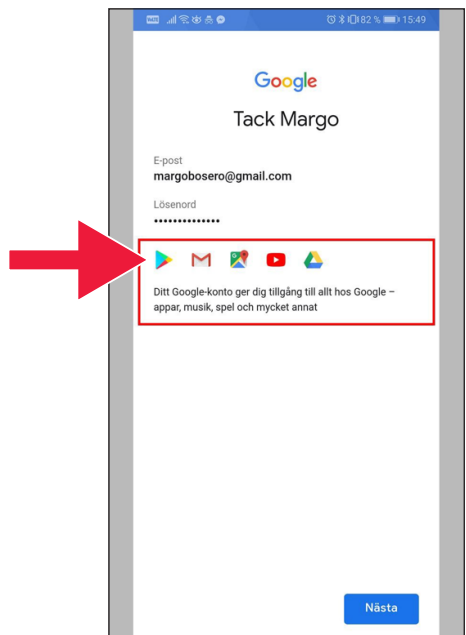 82 % 15:49
Google
Tack Margo
E-post
margobosero@gmail.com
Lösenord
••••••••••••••
Ditt Google-konto ger dig tillgång till allt hos Google –
appar, musik, spel och mycket annat
Nästa